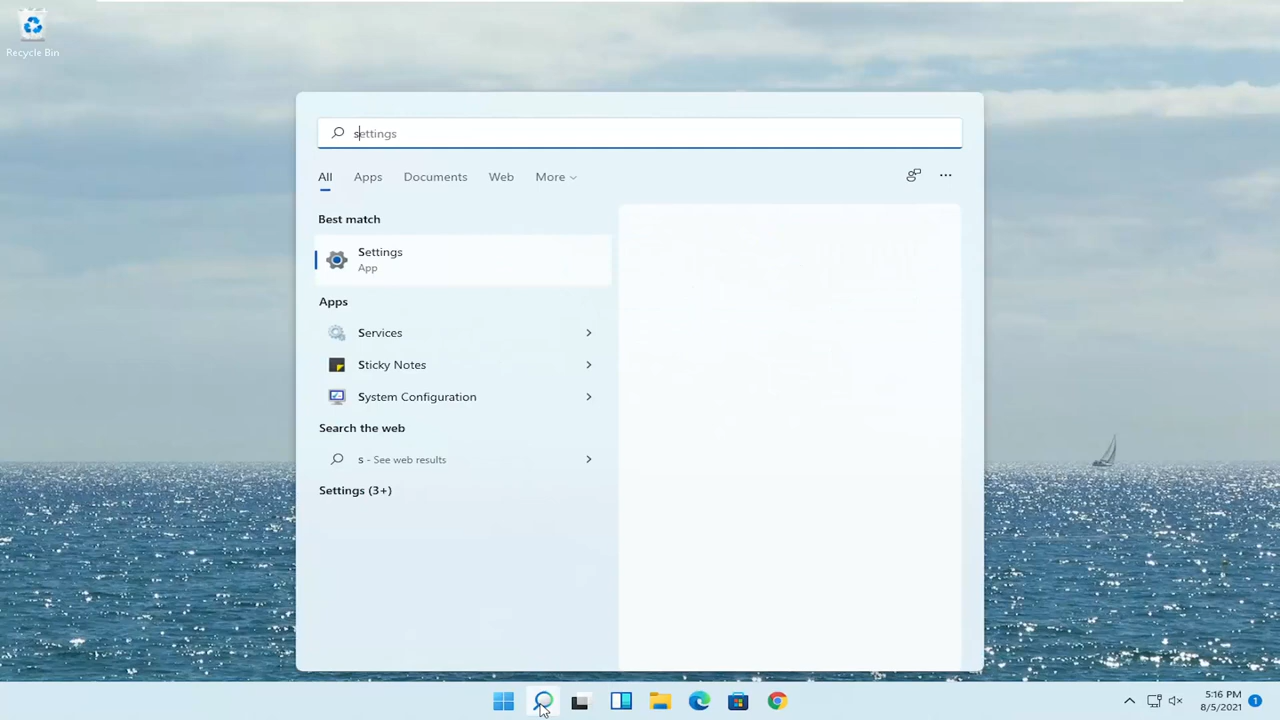 Recycle Bin
settings
All Apps Documents Web More
Best match
Settings
App
Apps
Services
Sticky Notes
System Configuration
Search the web
s - See web results
Settings (3+)
5:16 PM
8/5/2021
1